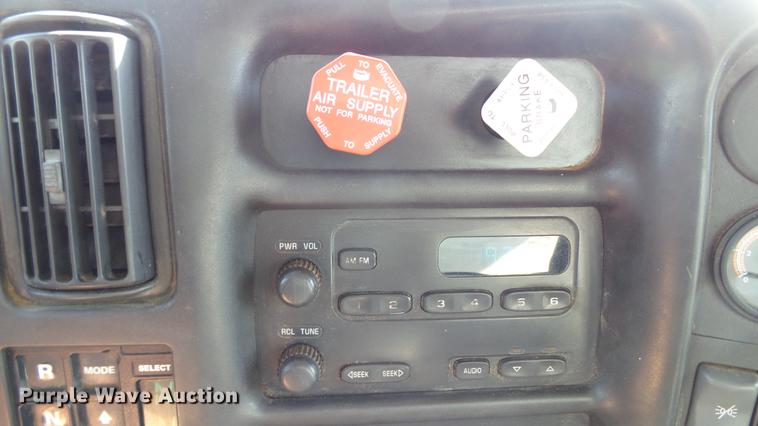 PULL TO EVACUATE
TRAILER
AIR SUPPLY
NOT FOR PARKING
PUSH TO SUPPLY
PARKING
BRAKE
PWR VOL
AM FM
1 2
3 4
5 6
RCL TUNE
SEEK SEEK
AUDIO
R MODE SELECT
N N
Purple Wave Auction